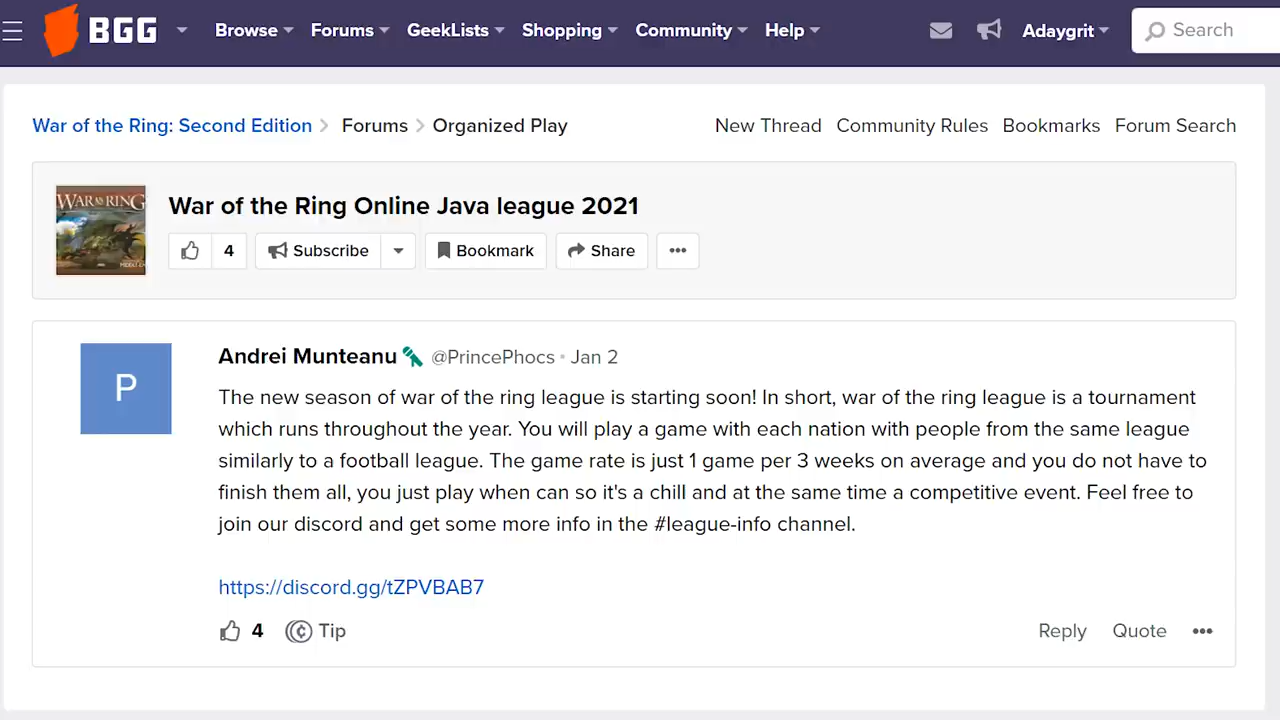 BGG Browse Forums GeekLists Shopping Community Help Adaygrit Search
War of the Ring: Second Edition Forums Organized Play New Thread Community Rules Bookmarks Forum Search
WAR OF THE RING
War of the Ring Online Java league 2021
4 Subscribe Bookmark Share
P
Andrei Munteanu @PrincePhocs • Jan 2
The new season of war of the ring league is starting soon! In short, war of the ring league is a tournament
which runs throughout the year. You will play a game with each nation with people from the same league
similarly to a football league. The game rate is just 1 game per 3 weeks on average and you do not have to
finish them all, you just play when can so it's a chill and at the same time a competitive event. Feel free to
join our discord and get some more info in the #league-info channel.
https://discord.gg/tZPVBAB7
4 Tip Reply Quote